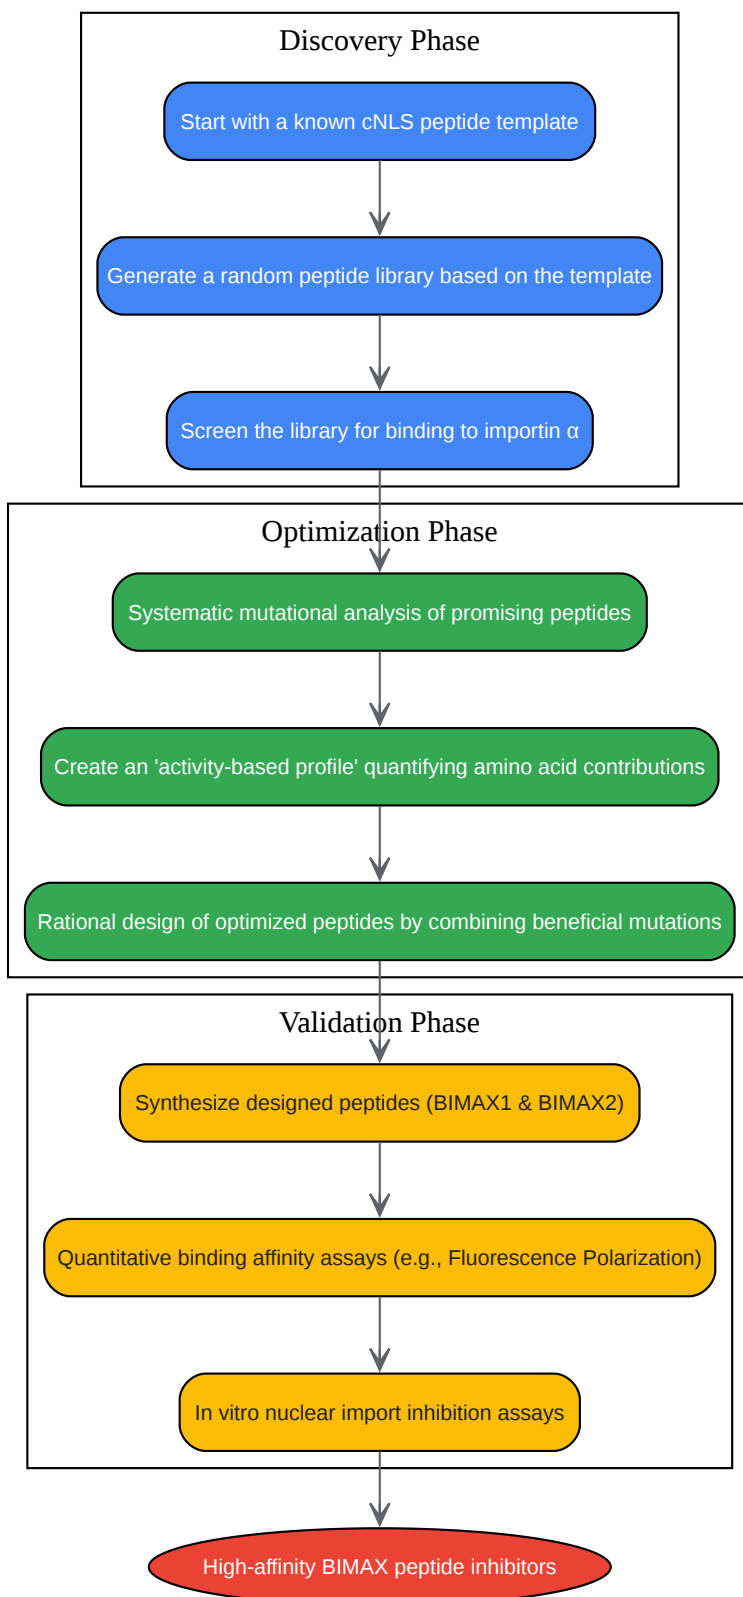 Discovery Phase
Start with a known cNLS peptide template
Generate a random peptide library based on the template
Screen the library for binding to importin α
Optimization Phase
Systematic mutational analysis of promising peptides
Create an 'activity-based profile' quantifying amino acid contributions
Rational design of optimized peptides by combining beneficial mutations
Validation Phase
Synthesize designed peptides (BIMAX1 & BIMAX2)
Quantitative binding affinity assays (e.g., Fluorescence Polarization)
In vitro nuclear import inhibition assays
High-affinity BIMAX peptide inhibitors